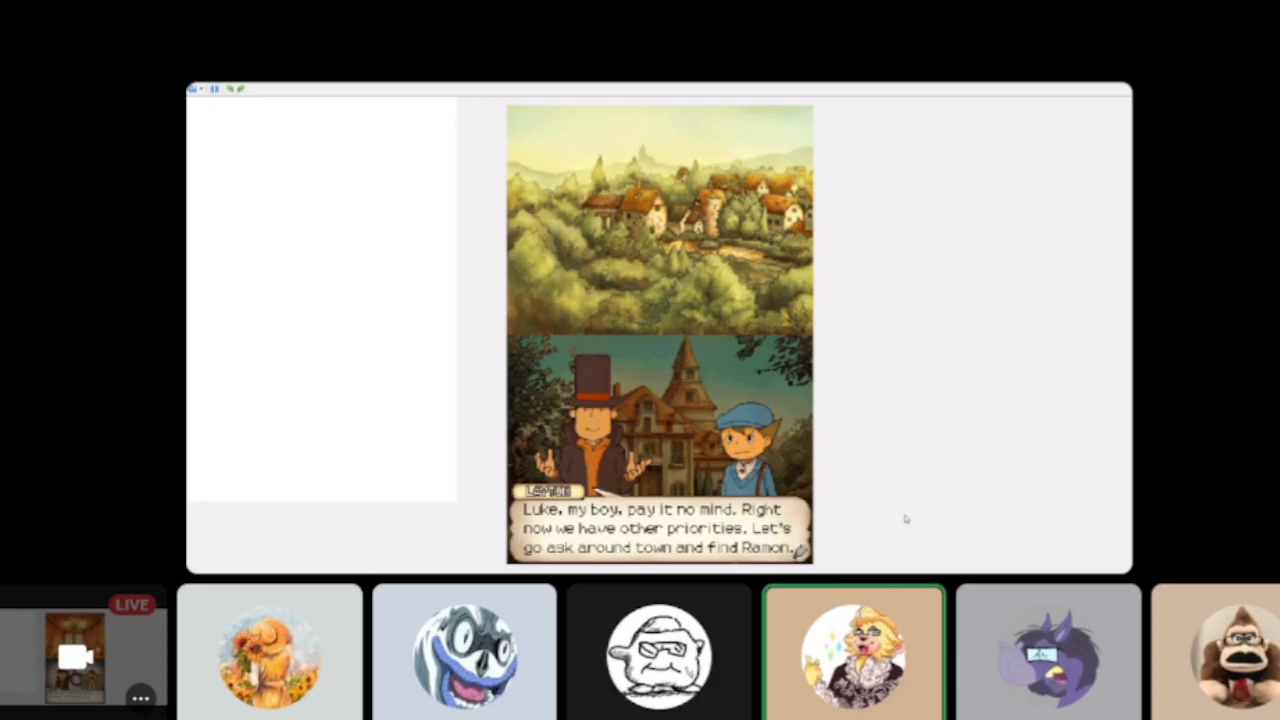 LAYTON
Luke, my boy, pay it no mind. Right
now we have other priorities. Let's
go ask around town and find Ramon.
LIVE